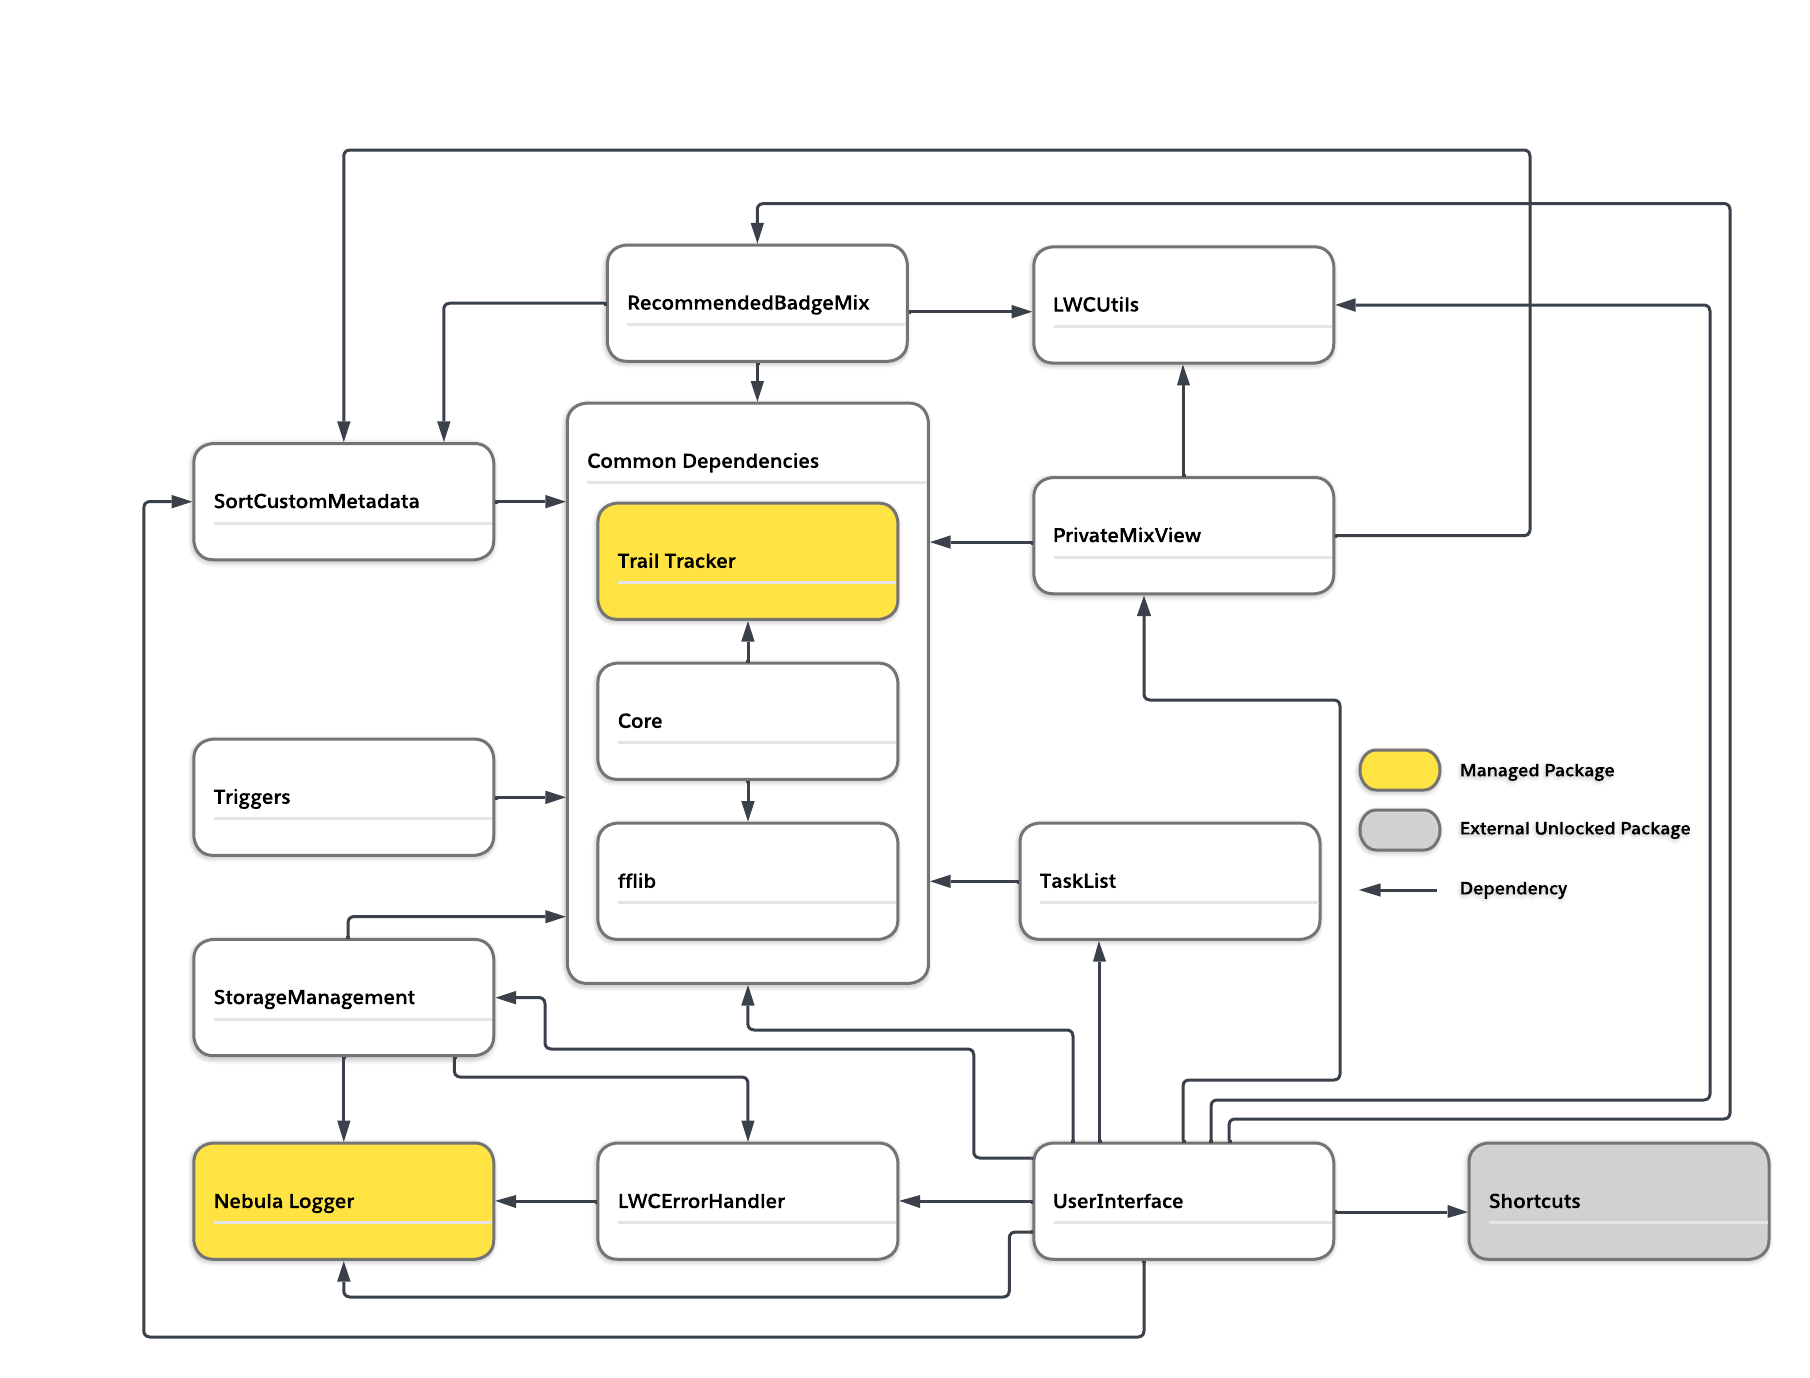 RecommendedBadgeMix
LWCUtils
Common Dependencies
SortCustomMetadata
Trail Tracker
PrivateMixView
Core
Triggers
fflib
TaskList
Managed Package
External Unlocked Package
Dependency
StorageManagement
Nebula Logger
LWCErrorHandler
UserInterface
Shortcuts